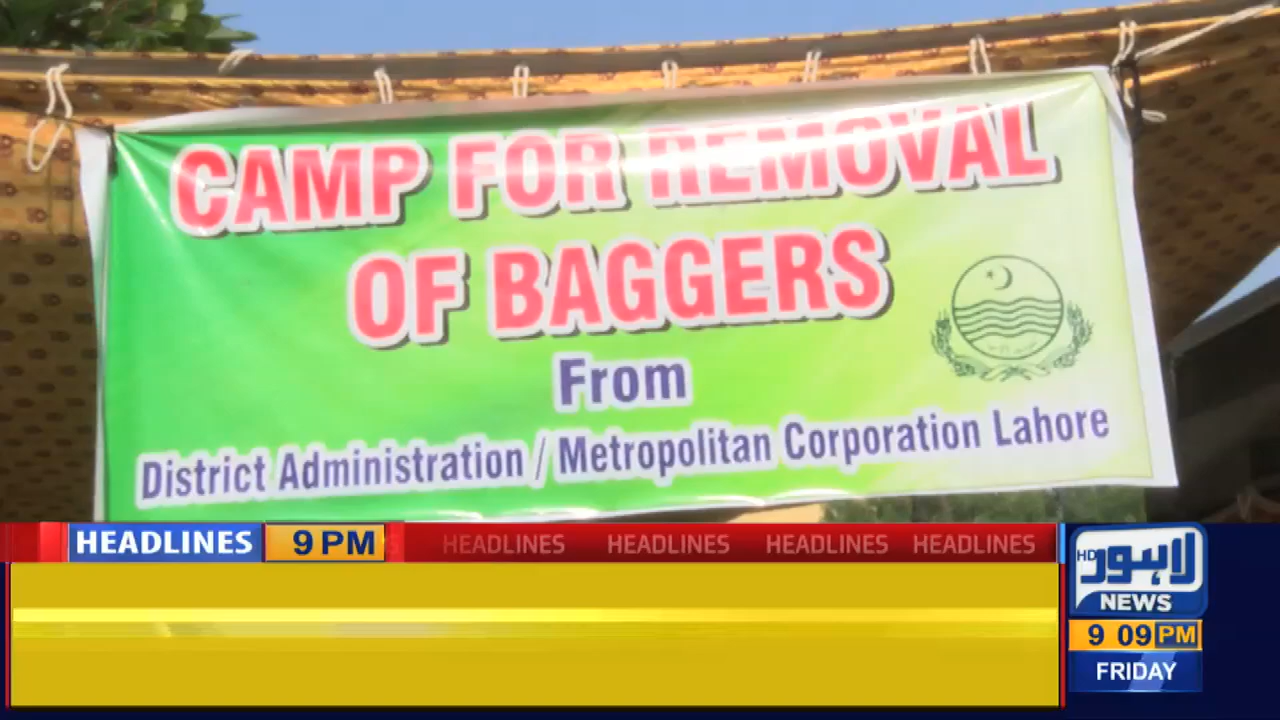 CAMP FOR REMOVAL
OF BAGGERS
From
District Administration / Metropolitan Corporation Lahore
HEADLINES 9 PM HEADLINES HEADLINES HEADLINES HEADLINES
HD لاہور
NEWS
9 09 PM
FRIDAY